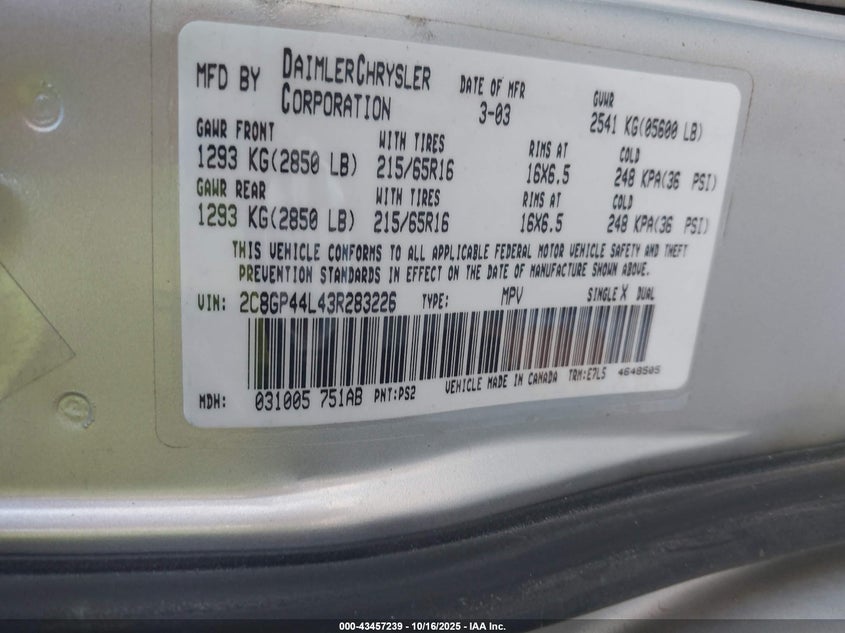 MFD BY DAIMLERCHRYSLER CORPORATION DATE OF MFR 3-03 GVWR 2541 KG(05600 LB)
GAWR FRONT WITH TIRES RIMS AT COLD
1293 KG(2850 LB) 215/65R16 16X6.5 248 KPA(36 PSI)
GAWR REAR WITH TIRES RIMS AT COLD
1293 KG(2850 LB) 215/65R16 16X6.5 248 KPA(36 PSI)
THIS VEHICLE CONFORMS TO ALL APPLICABLE FEDERAL MOTOR VEHICLE SAFETY AND THEFT
PREVENTION STANDARDS IN EFFECT ON THE DATE OF MANUFACTURE SHOWN ABOVE.
VIN: 2C8GP44L43R283226 TYPE: MPV SINGLE X DUAL
MDH: 031005 751AB PNT:PS2 VEHICLE MADE IN CANADA TRM:E7L5 4648505
000-43457239 - 10/16/2025 - IAA Inc.